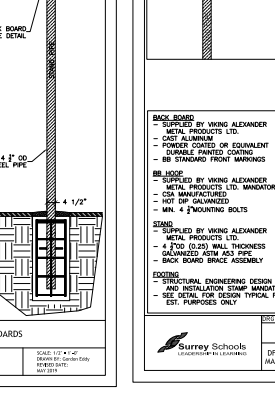 K BOARD
E DETAIL
STAND PIPE
4 ½" OD
EEL PIPE
4 1/2"
OARDS
SCALE: 1/2" = 1'-0"
DRAWN BY: Gordon Eddy
REVISED DATE:
MAY 2019
BACK BOARD
- SUPPLIED BY VIKING ALEXANDER
METAL PRODUCTS LTD.
- CAST ALUMINUM
- POWDER COATED OR EQUIVALENT
DURABLE PAINTED COATING
- BB STANDARD FRONT MARKINGS
BB HOOP
- SUPPLIED BY VIKING ALEXANDER
METAL PRODUCTS LTD. MANDATOR
- CSA MANUFACTURED
- HOT DIP GALVANIZED
- MIN. 4 ½"MOUNTING BOLTS
STAND
- SUPPLIED BY VIKING ALEXANDER
METAL PRODUCTS LTD.
- 4 ½"OD (0.25) WALL THICKNESS
GALVANIZED ASTM A53 PIPE
- BACK BOARD BRACE ASSEMBLY
FOOTING
- STRUCTURAL ENGINEERING DESIGN
AND INSTALLATION STAMP MANDAT
- SEE DETAIL FOR DESIGN TYPICAL F
EST. PURPOSES ONLY
Surrey Schools
LEADERSHIP IN LEARNING
DRG
DR
MA